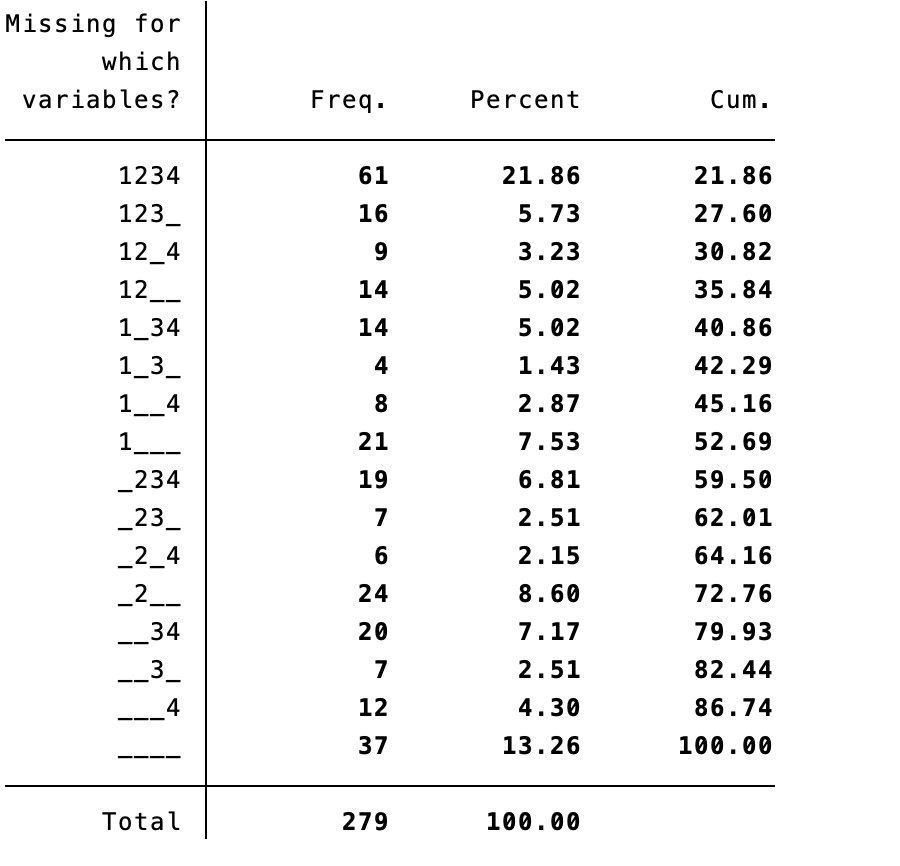 Missing for
which
variables? Freq. Percent Cum.
1234 61 21.86 21.86
123_ 16 5.73 27.60
12_4 9 3.23 30.82
12__ 14 5.02 35.84
1_34 14 5.02 40.86
1_3_ 4 1.43 42.29
1__4 8 2.87 45.16
1___ 21 7.53 52.69
_234 19 6.81 59.50
_23_ 7 2.51 62.01
_2_4 6 2.15 64.16
_2__ 24 8.60 72.76
__34 20 7.17 79.93
__3_ 7 2.51 82.44
___4 12 4.30 86.74
____ 37 13.26 100.00
Total 279 100.00